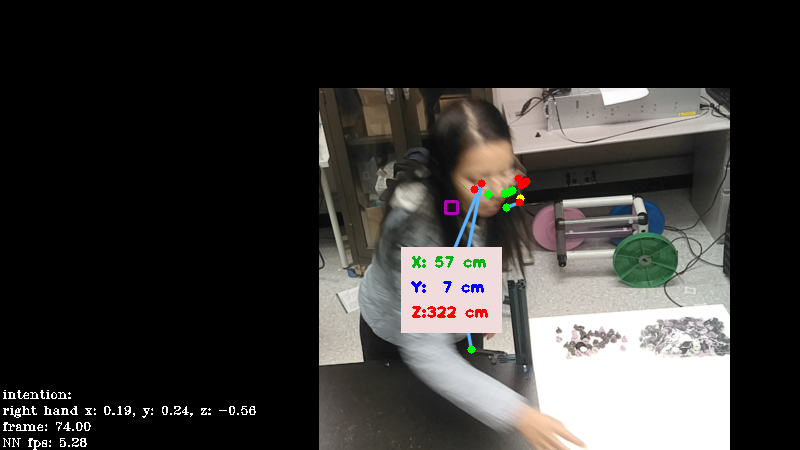 X: 57 cm
Y: 7 cm
Z:322 cm
intention:
right hand x: 0.19, y: 0.24, z: -0.56
frame: 74.00
NN fps: 5.28